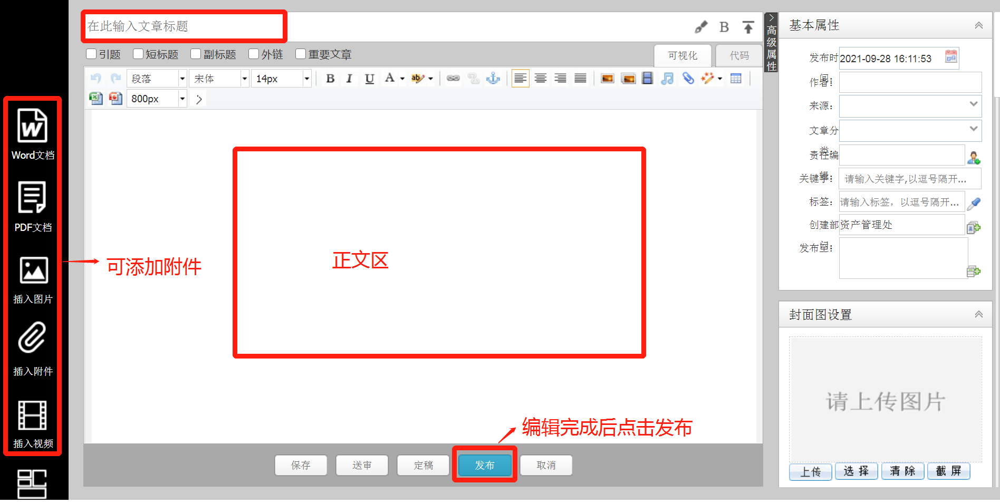 在此输入文章标题
B
引题 短标题 副标题 外链 重要文章
可视化 代码
段落 宋体 14px B I U A ab
800px
Word文档
PDF文档
插入图片
插入附件
插入视频
可添加附件
正文区
编辑完成后点击发布
保存 送审 定稿 发布 取消
高级属性
基本属性
发布时间： 2021-09-28 16:11:53
作者：
来源：
文章分类：
责任编辑：
关键字： 请输入关键字,以逗号隔开...
标签： 请输入标签，以逗号隔开...
创建部门： 资产管理处
发布至：
封面图设置
请上传图片
上传 选择 清除 截屏